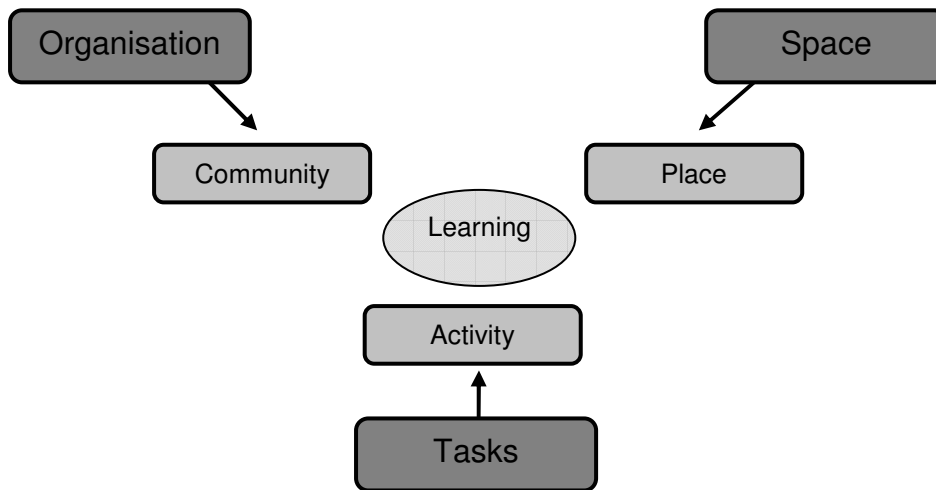 Organisation
Space
Community
Place
Learning
Activity
Tasks